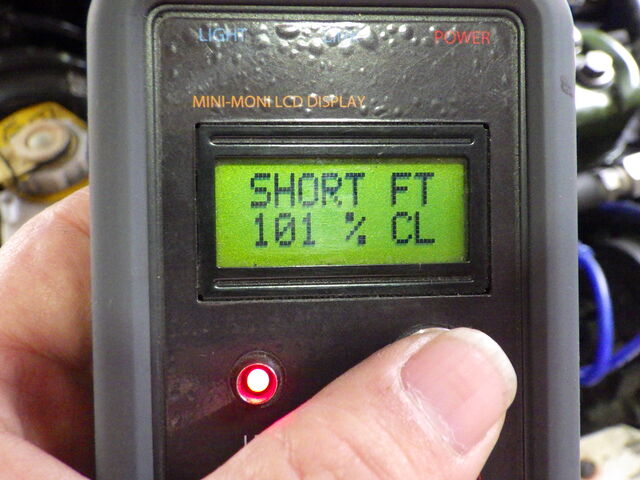 LIGHT
POWER
MINI-MONI LCD DISPLAY
SHORT FT
101 % CL